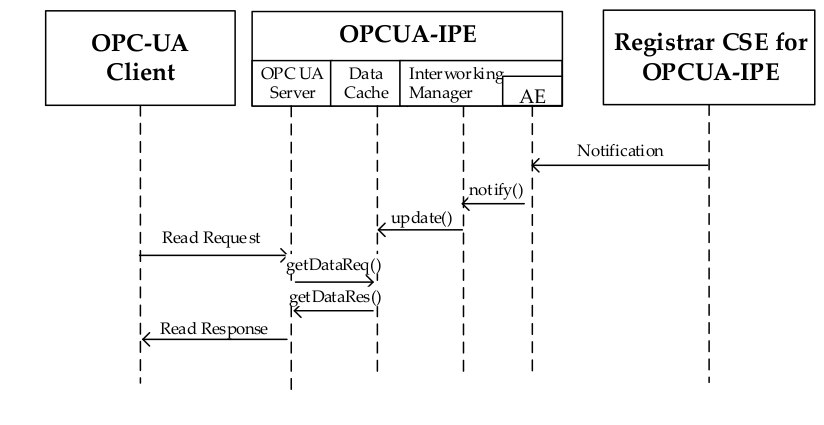 OPC-UA
Client
OPCUA-IPE
OPC UA
Server
Data
Cache
Interworking
Manager
AE
Registrar CSE for
OPCUA-IPE
Notification
notify()
update()
Read Request
getDataReq()
getDataRes()
Read Response